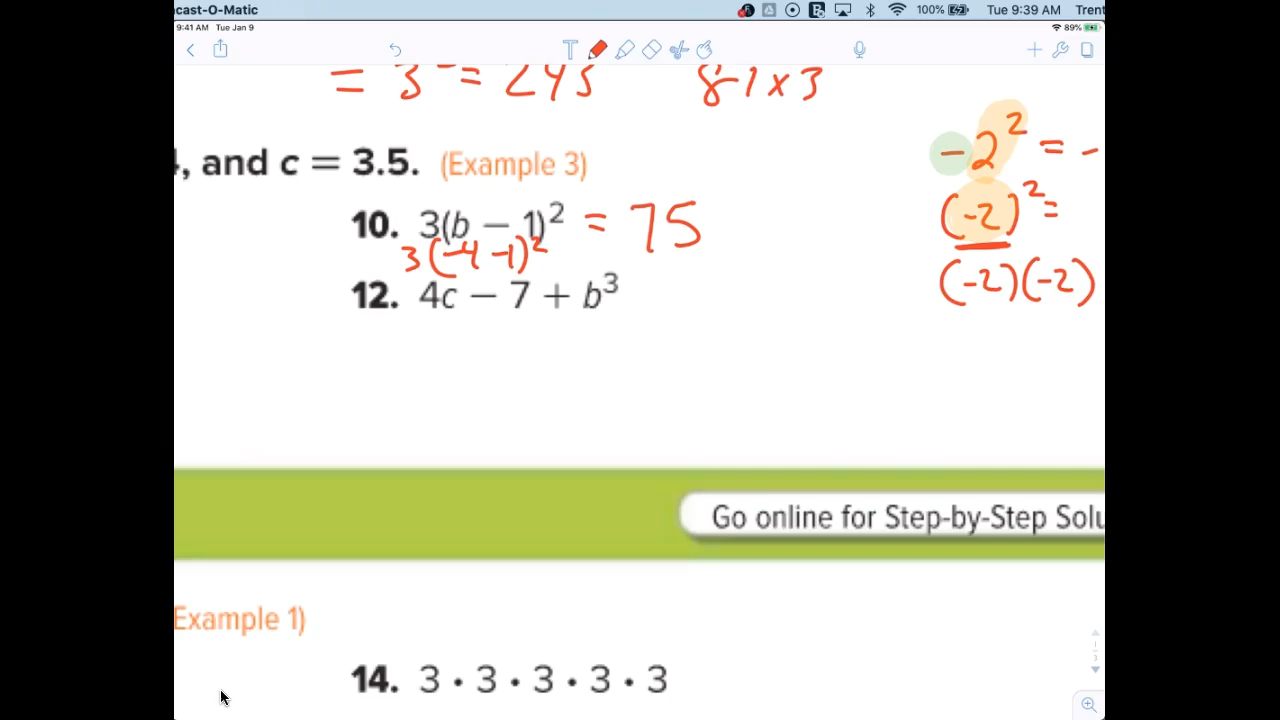 ncast-O-Matic 100% Tue 9:39 AM Trent
9:41 AM Tue Jan 9 89%
= 3 = 243 81 x 3
-2² = -
4, and c = 3.5. (Example 3)
(-2)² =
10. 3(b − 1)² = 75
3(-4 -1)²
(-2)(-2)
12. 4c − 7 + b³
Go online for Step-by-Step Solu
Example 1)
14. 3 • 3 • 3 • 3 • 3